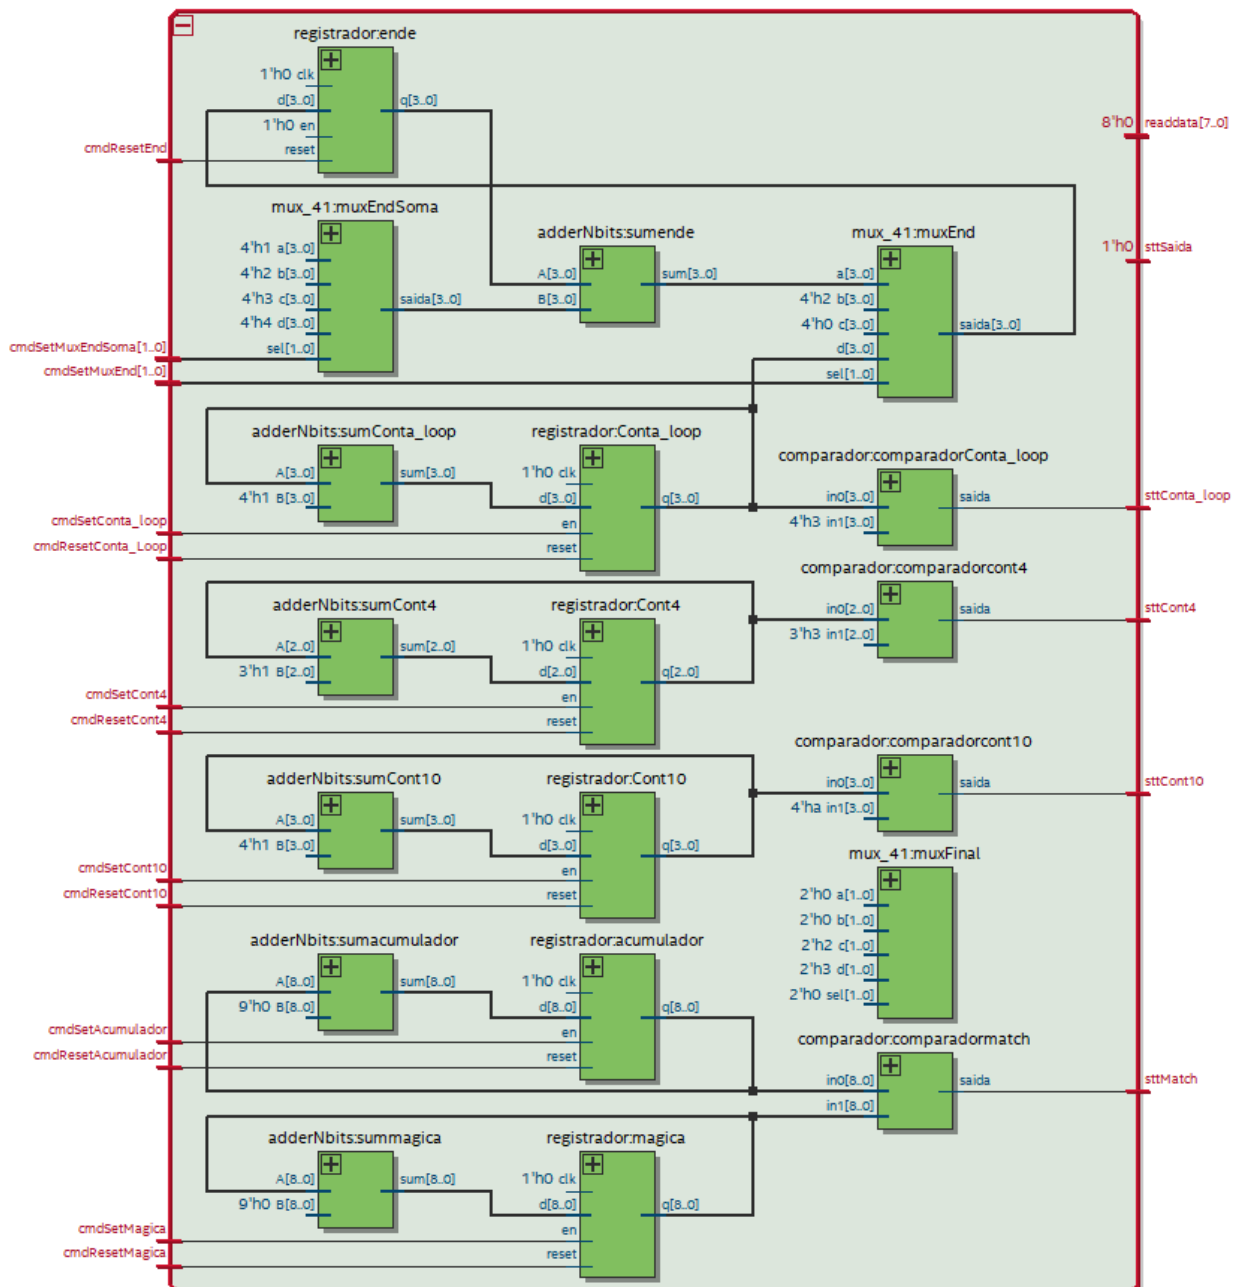 registrador:ende
1'h0 clk
d[3..0]
q[3..0]
1'h0 en
reset
cmdResetEnd
8'h0 readdata[7..0]
mux_41:muxEndSoma
4'h1 a[3..0]
4'h2 b[3..0]
4'h3 c[3..0]
4'h4 d[3..0]
sel[1..0]
saida[3..0]
adderNbits:sumende
A[3..0]
B[3..0]
sum[3..0]
mux_41:muxEnd
a[3..0]
4'h2 b[3..0]
4'h0 c[3..0]
d[3..0]
sel[1..0]
saida[3..0]
1'h0 sttSaida
cmdSetMuxEndSoma[1..0]
cmdSetMuxEnd[1..0]
adderNbits:sumConta_loop
A[3..0]
4'h1 B[3..0]
sum[3..0]
registrador:Conta_loop
1'h0 clk
d[3..0]
q[3..0]
en
reset
comparador:comparadorConta_loop
in0[3..0]
4'h3 in1[3..0]
saida
sttConta_loop
cmdSetConta_loop
cmdResetConta_Loop
adderNbits:sumCont4
A[2..0]
3'h1 B[2..0]
sum[2..0]
registrador:Cont4
1'h0 clk
d[2..0]
q[2..0]
en
reset
comparador:comparadorcont4
in0[2..0]
3'h3 in1[2..0]
saida
sttCont4
cmdSetCont4
cmdResetCont4
adderNbits:sumCont10
A[3..0]
4'h1 B[3..0]
sum[3..0]
registrador:Cont10
1'h0 clk
d[3..0]
q[3..0]
en
reset
comparador:comparadorcont10
in0[3..0]
4'ha in1[3..0]
saida
sttCont10
cmdSetCont10
cmdResetCont10
mux_41:muxFinal
2'h0 a[1..0]
2'h0 b[1..0]
2'h2 c[1..0]
2'h3 d[1..0]
2'h0 sel[1..0]
adderNbits:sumacumulador
A[8..0]
9'h0 B[8..0]
sum[8..0]
registrador:acumulador
1'h0 clk
d[8..0]
q[8..0]
en
reset
cmdSetAcumulador
cmdResetAcumulador
comparador:comparadormatch
in0[8..0]
in1[8..0]
saida
sttMatch
adderNbits:summagica
A[8..0]
9'h0 B[8..0]
sum[8..0]
registrador:magica
1'h0 clk
d[8..0]
q[8..0]
en
reset
cmdSetMagica
cmdResetMagica